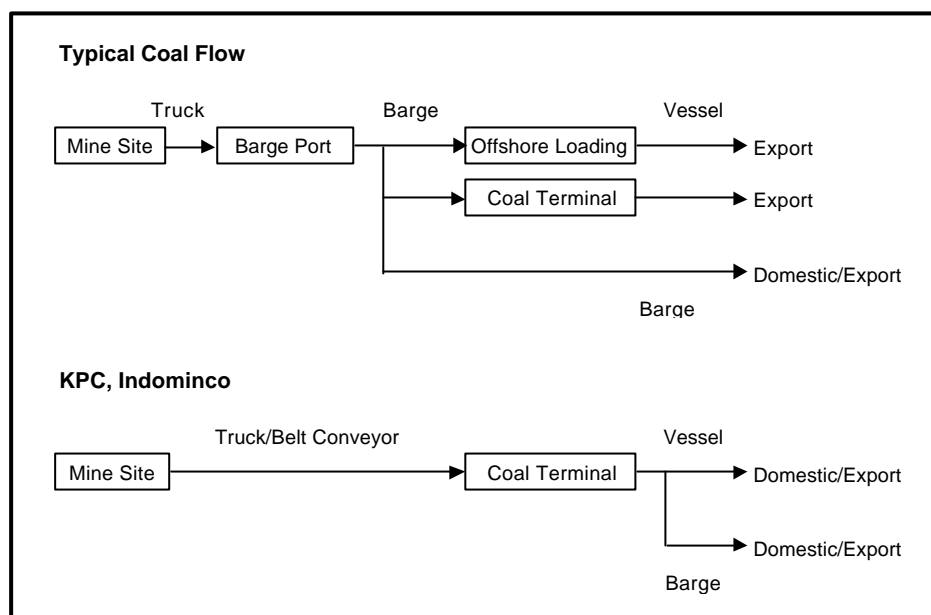 Typical Coal Flow
Truck Barge Vessel
Mine Site Barge Port Offshore Loading Export
Coal Terminal Export
Domestic/Export
Barge
KPC, Indominco
Truck/Belt Conveyor Vessel
Mine Site Coal Terminal Domestic/Export
Domestic/Export
Barge